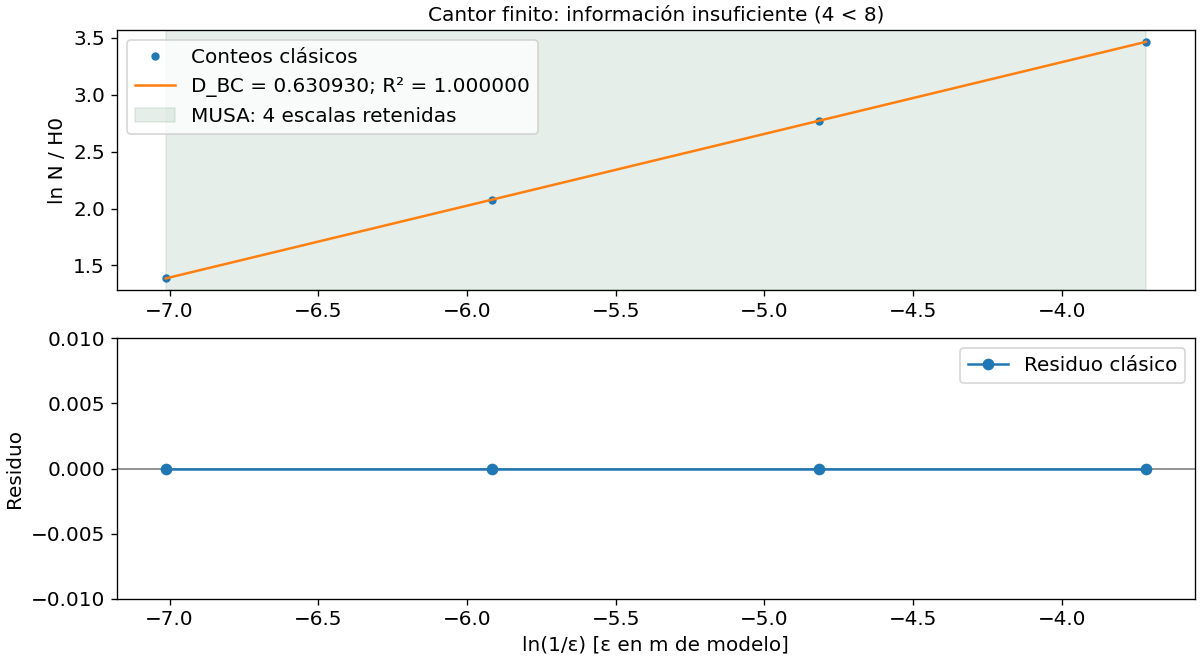 Cantor finito: información insuficiente (4 < 8)
Conteos clásicos
D_BC = 0.630930; R² = 1.000000
MUSA: 4 escalas retenidas
ln N / H0
3.5
3.0
2.5
2.0
1.5
−7.0 −6.5 −6.0 −5.5 −5.0 −4.5 −4.0
Residuo clásico
Residuo
0.010
0.005
0.000
−0.005
−0.010
−7.0 −6.5 −6.0 −5.5 −5.0 −4.5 −4.0
ln(1/ε) [ε en m de modelo]